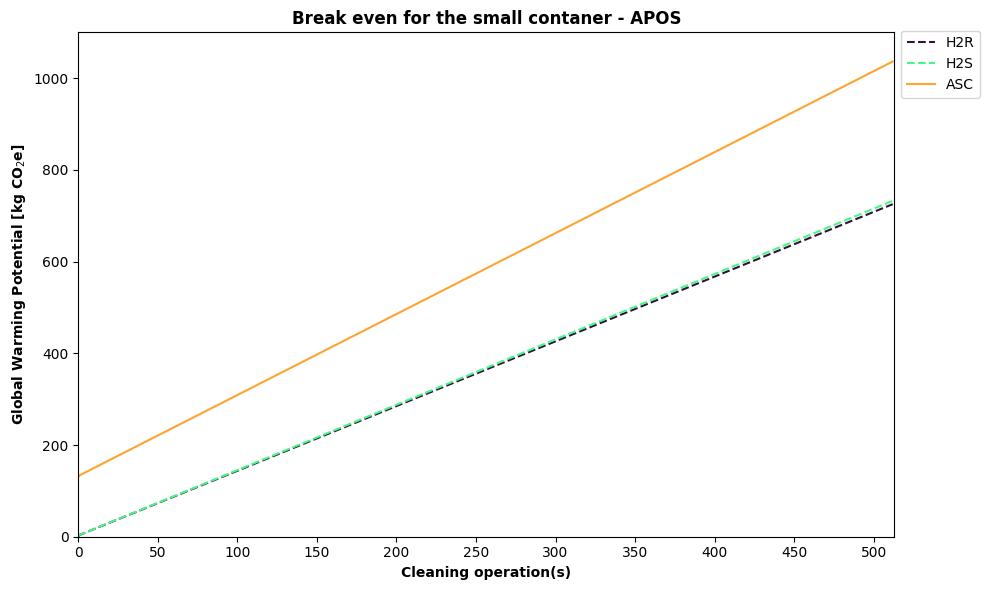 Break even for the small contaner - APOS
H2R
H2S
ASC
Global Warming Potential [kg CO₂e]
1000
800
600
400
200
0
0 50 100 150 200 250 300 350 400 450 500
Cleaning operation(s)